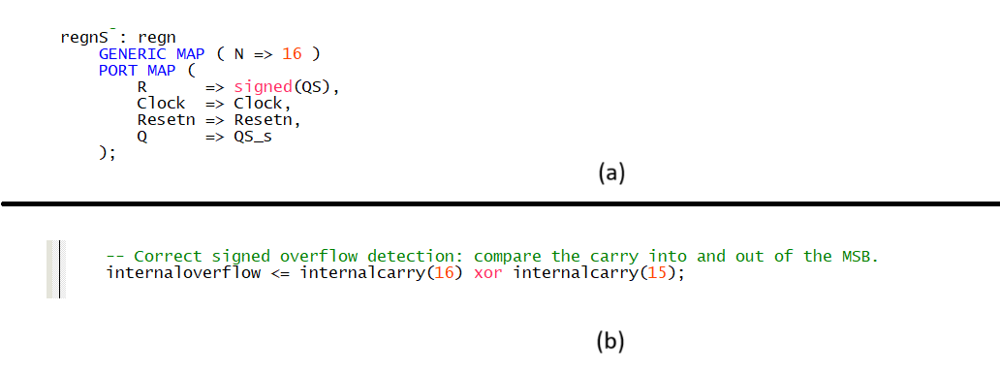 regnS : regn
GENERIC MAP ( N => 16 )
PORT MAP (
R => signed(QS),
Clock => Clock,
Resetn => Resetn,
Q => QS_s
);
(a)
-- Correct signed overflow detection: compare the carry into and out of the MSB.
internaloverflow <= internalcarry(16) xor internalcarry(15);
(b)